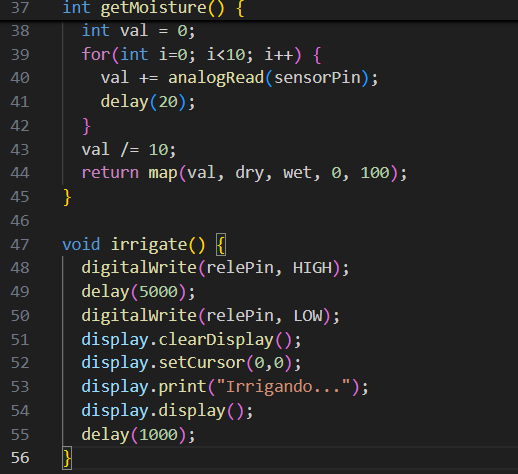 37 int getMoisture() {
38 int val = 0;
39 for(int i=0; i<10; i++) {
40 val += analogRead(sensorPin);
41 delay(20);
42 }
43 val /= 10;
44 return map(val, dry, wet, 0, 100);
45 }
46
47 void irrigate() {
48 digitalWrite(relePin, HIGH);
49 delay(5000);
50 digitalWrite(relePin, LOW);
51 display.clearDisplay();
52 display.setCursor(0,0);
53 display.print("Irrigando...");
54 display.display();
55 delay(1000);
56 }